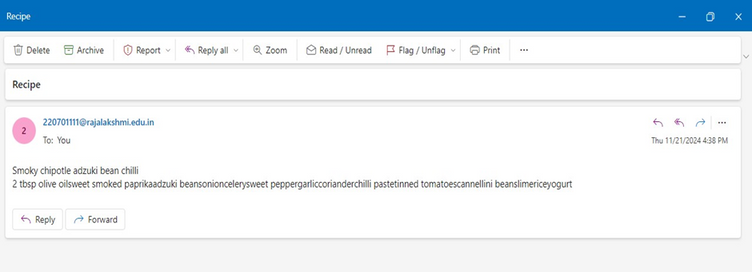 Recipe
Delete Archive Report Reply all Zoom Read / Unread Flag / Unflag Print ...
Recipe
2 220701111@rajalakshmi.edu.in
To: You
Thu 11/21/2024 4:38 PM
Smoky chipotle adzuki bean chilli
2 tbsp olive oilsweet smoked paprikaadzuki beansonioncelerysweet peppergarliccorianderchilli pastetinned tomatoescannellini beanslimericeyogurt
Reply Forward